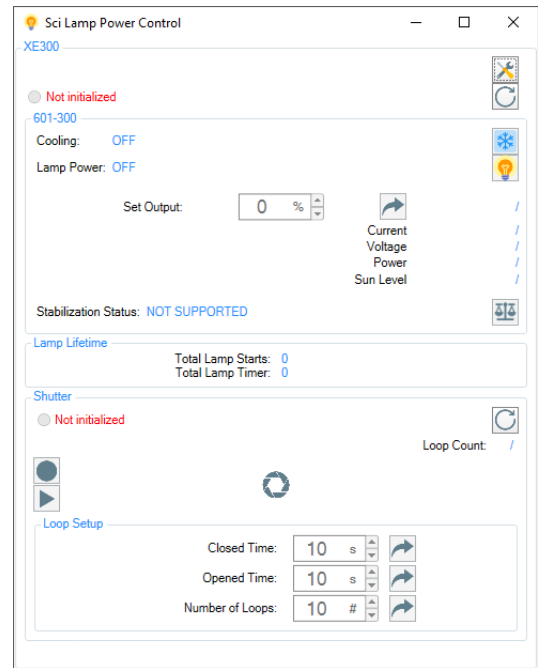 Sci Lamp Power Control
XE300
Not initialized
601-300
Cooling: OFF
Lamp Power: OFF
Set Output: 0 % /
Current /
Voltage /
Power /
Sun Level /
Stabilization Status: NOT SUPPORTED
Lamp Lifetime
Total Lamp Starts: 0
Total Lamp Timer: 0
Shutter
Not initialized
Loop Count: /
Loop Setup
Closed Time: 10 s
Opened Time: 10 s
Number of Loops: 10 #